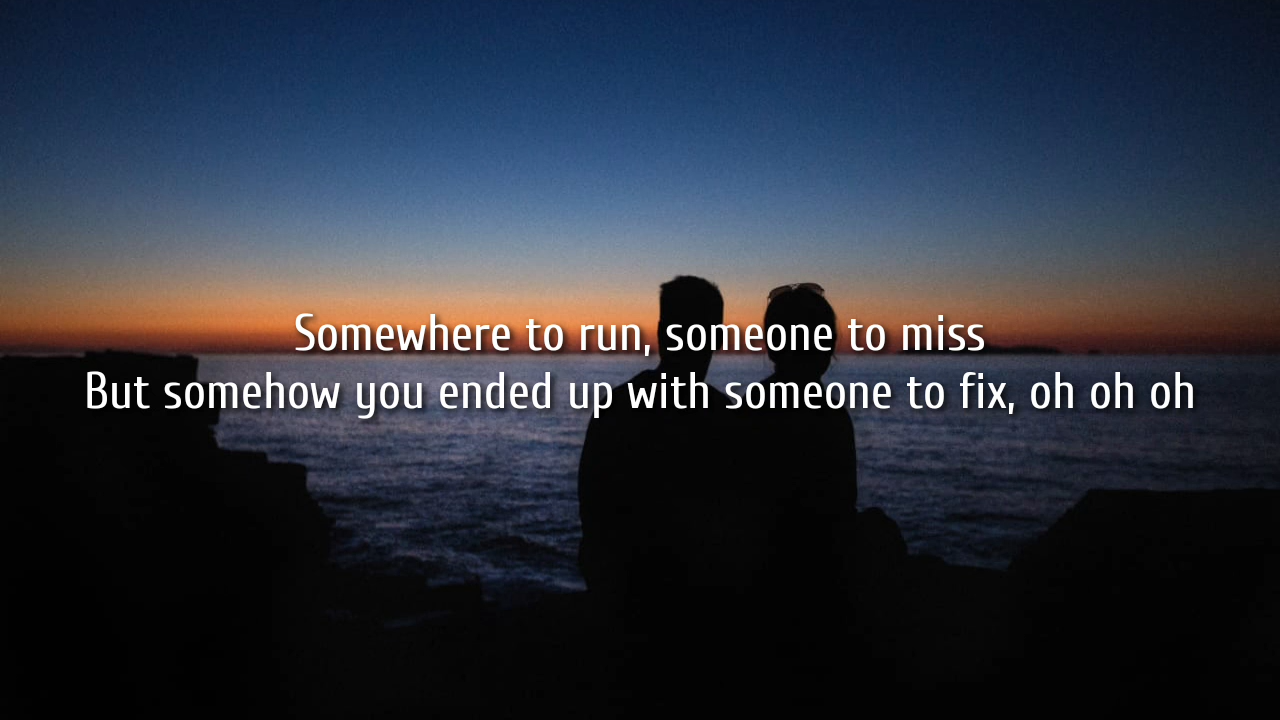 Somewhere to run, someone to miss
But somehow you ended up with someone to fix, oh oh oh